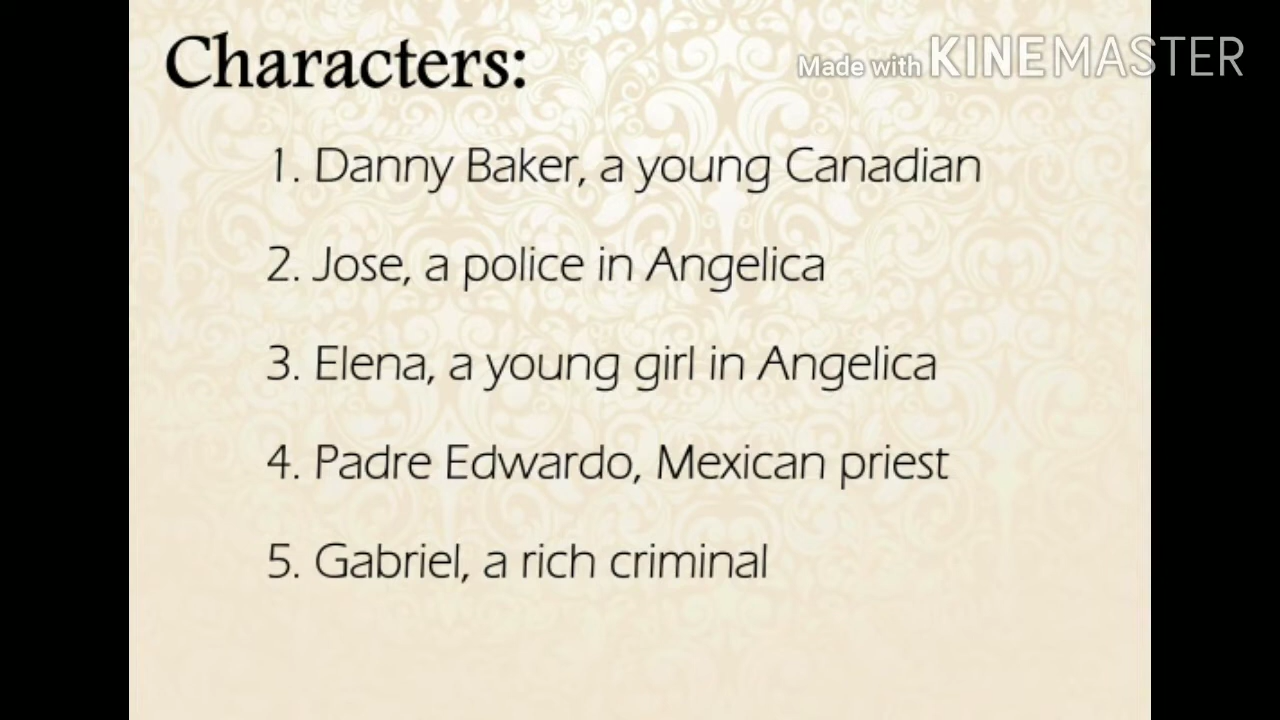 Characters:
Made with KINEMASTER
1. Danny Baker, a young Canadian
2. Jose, a police in Angelica
3. Elena, a young girl in Angelica
4. Padre Edwardo, Mexican priest
5. Gabriel, a rich criminal